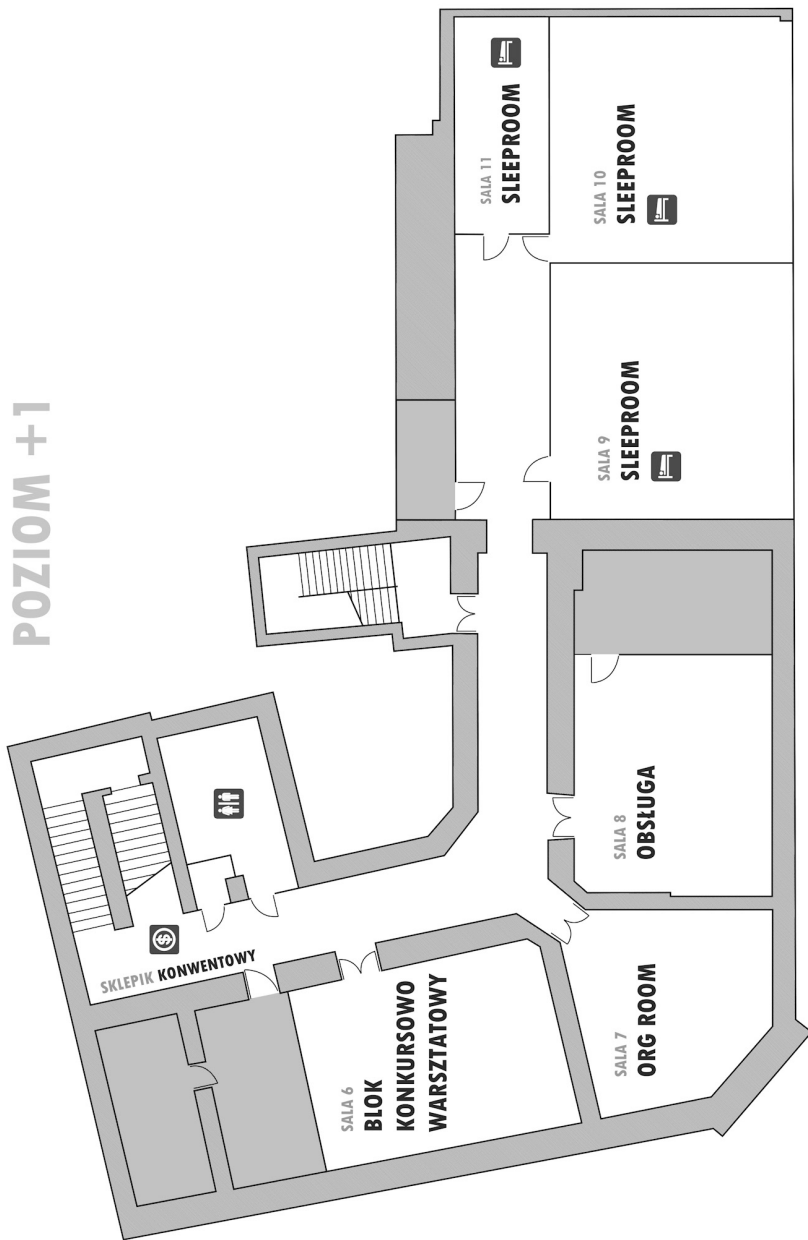 POZIOM +1
SKLEPIK KONWENTOWY
SALA 6
BLOK
KONKURSOWO
WARSZTATOWY
SALA 7
ORG ROOM
SALA 8
OBSŁUGA
SALA 9
SLEEPROOM
SALA 10
SLEEPROOM
SALA 11
SLEEPROOM